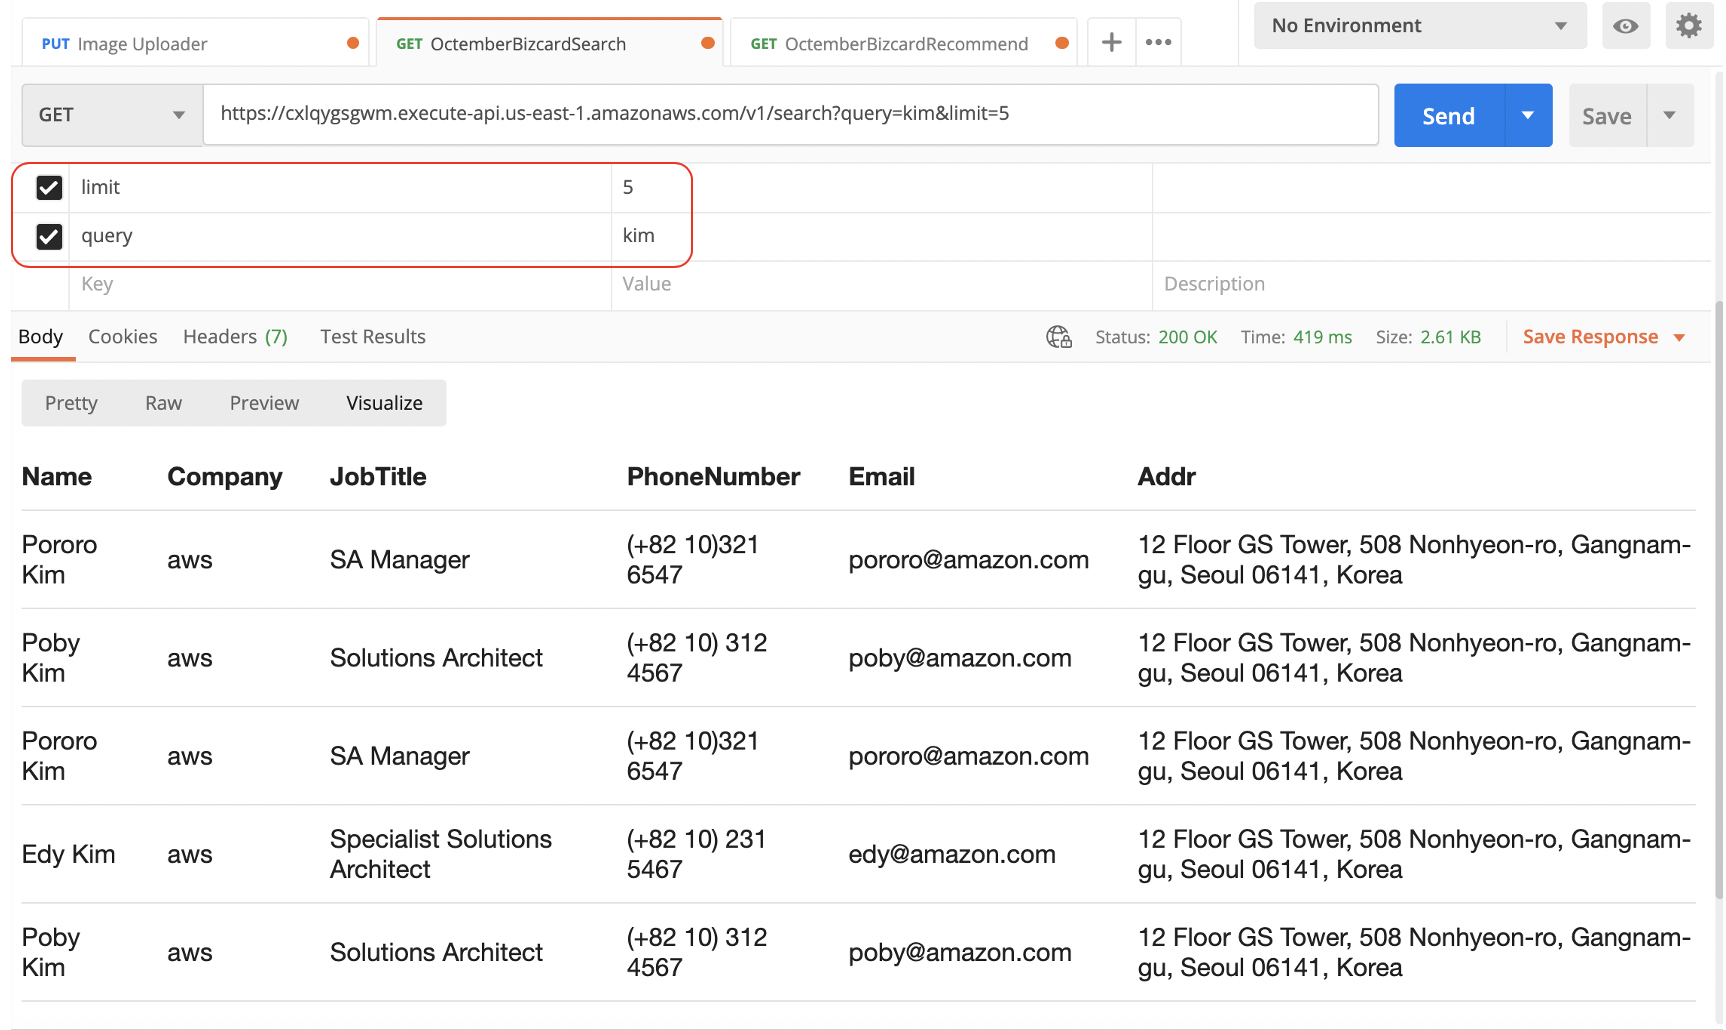 PUT Image Uploader GET OctemberBizcardSearch GET OctemberBizcardRecommend No Environment
GET https://cxlqygsgwm.execute-api.us-east-1.amazonaws.com/v1/search?query=kim&limit=5 Send Save
limit 5
query kim
Key Value Description
Body Cookies Headers (7) Test Results Status: 200 OK Time: 419 ms Size: 2.61 KB Save Response
Pretty Raw Preview Visualize
Name Company JobTitle PhoneNumber Email Addr
Pororo Kim aws SA Manager (+82 10)321 6547 pororo@amazon.com 12 Floor GS Tower, 508 Nonhyeon-ro, Gangnam-gu, Seoul 06141, Korea
Poby Kim aws Solutions Architect (+82 10) 312 4567 poby@amazon.com 12 Floor GS Tower, 508 Nonhyeon-ro, Gangnam-gu, Seoul 06141, Korea
Pororo Kim aws SA Manager (+82 10)321 6547 pororo@amazon.com 12 Floor GS Tower, 508 Nonhyeon-ro, Gangnam-gu, Seoul 06141, Korea
Edy Kim aws Specialist Solutions Architect (+82 10) 231 5467 edy@amazon.com 12 Floor GS Tower, 508 Nonhyeon-ro, Gangnam-gu, Seoul 06141, Korea
Poby Kim aws Solutions Architect (+82 10) 312 4567 poby@amazon.com 12 Floor GS Tower, 508 Nonhyeon-ro, Gangnam-gu, Seoul 06141, Korea